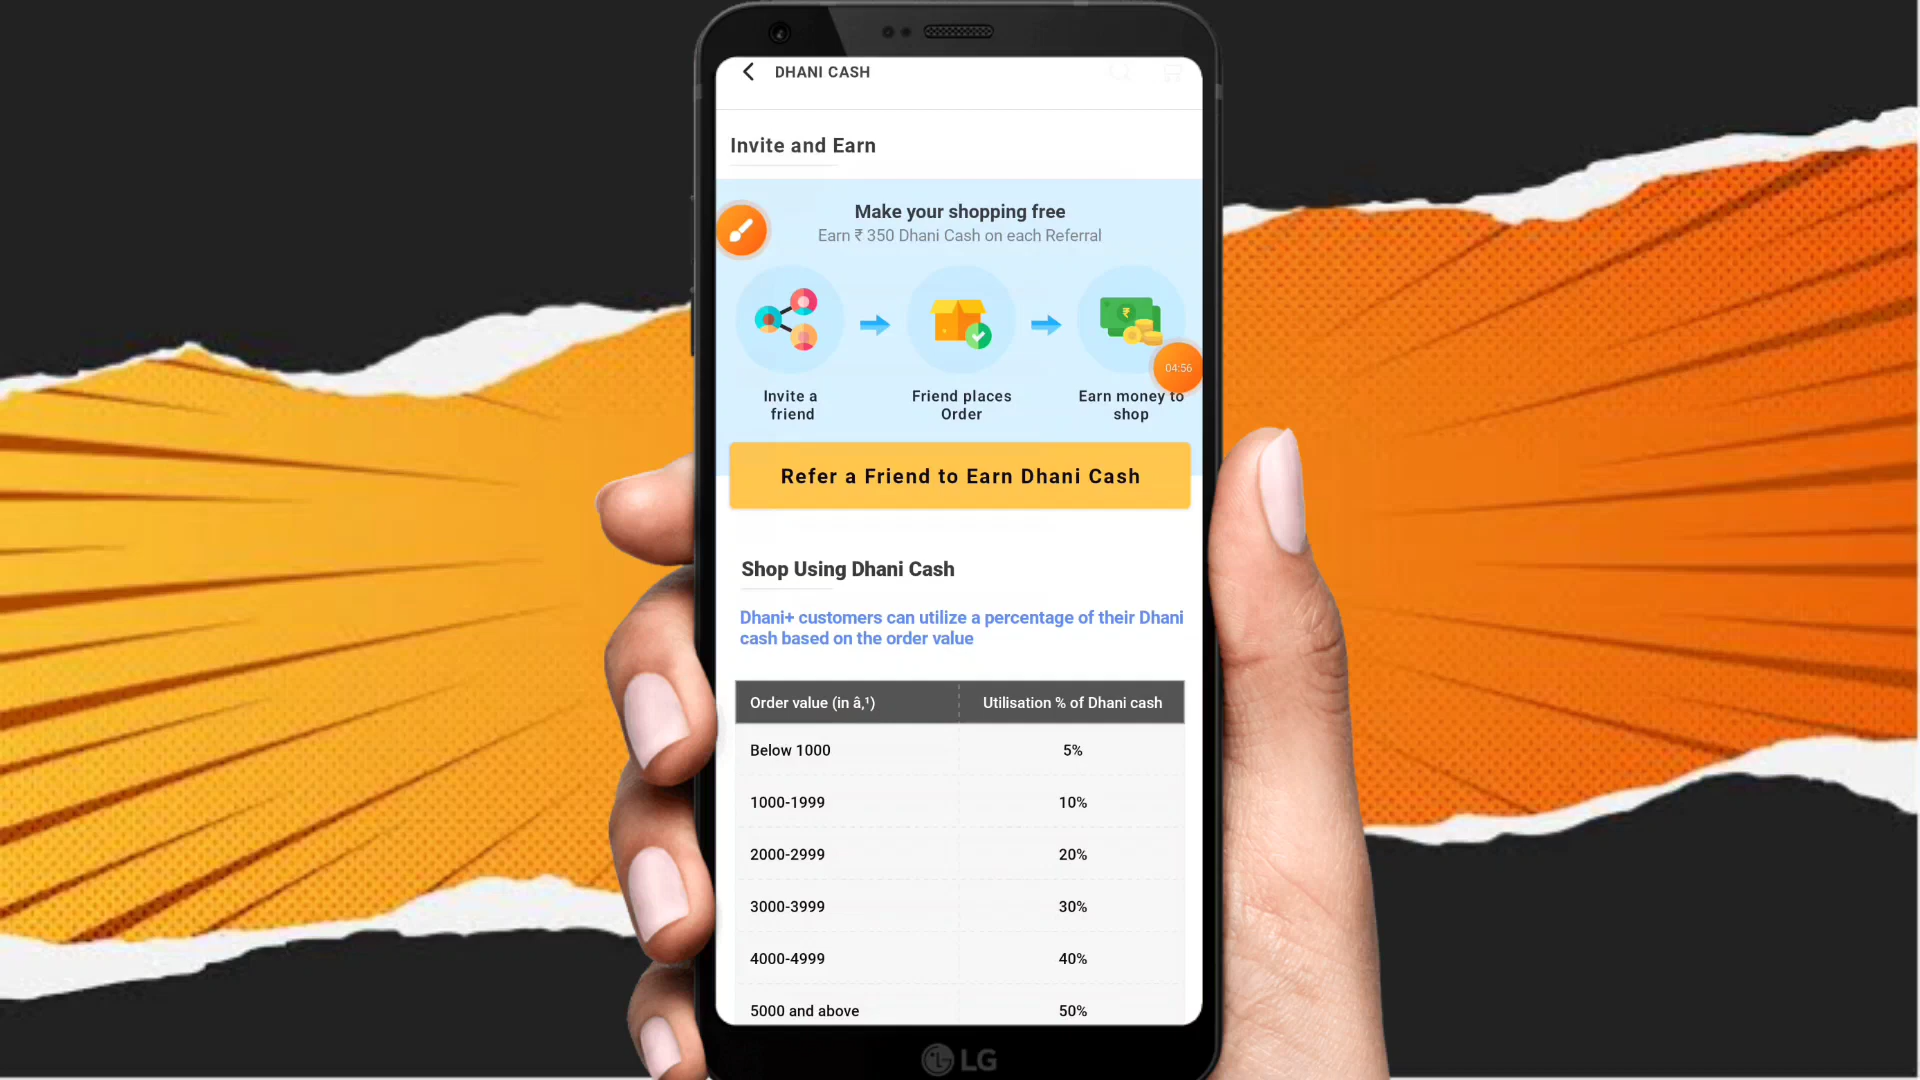 DHANI CASH
Invite and Earn
Make your shopping free
Earn ₹ 350 Dhani Cash on each Referral
04:56
Invite a
friend
Friend places
Order
Earn money to
shop
Refer a Friend to Earn Dhani Cash
Shop Using Dhani Cash
Dhani+ customers can utilize a percentage of their Dhani
cash based on the order value
Order value (in â‚¹) Utilisation % of Dhani cash
Below 1000 5%
1000-1999 10%
2000-2999 20%
3000-3999 30%
4000-4999 40%
5000 and above 50%
LG